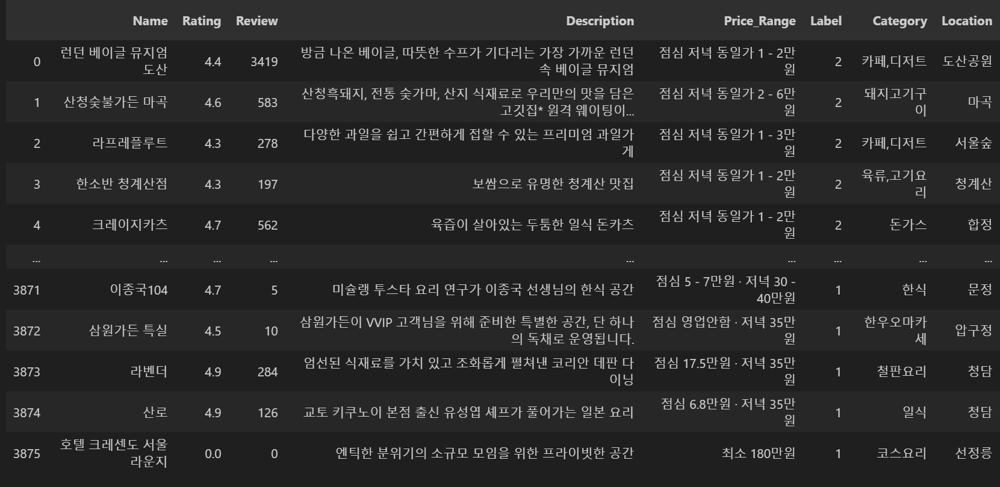 Name Rating Review Description Price_Range Label Category Location
0 런던 베이글 뮤지엄 도산 4.4 3419 방금 나온 베이글, 따뜻한 수프가 기다리는 가장 가까운 런던 속 베이글 뮤지엄 점심 저녁 동일가 1 - 2만원 2 카페,디저트 도산공원
1 산청숯불가든 마곡 4.6 583 산청흑돼지, 전통 숯가마, 산지 식재료로 우리만의 맛을 담은 고깃집* 원격 웨이팅이... 점심 저녁 동일가 2 - 6만원 2 돼지고기구이 마곡
2 라프레플루트 4.3 278 다양한 과일을 쉽고 간편하게 접할 수 있는 프리미엄 과일가게 점심 저녁 동일가 1 - 3만원 2 카페,디저트 서울숲
3 한소반 청계산점 4.3 197 보쌈으로 유명한 청계산 맛집 점심 저녁 동일가 1 - 2만원 2 육류,고기요리 청계산
4 크레이지카츠 4.7 562 육즙이 살아있는 두툼한 일식 돈카츠 점심 저녁 동일가 1 - 2만원 2 돈가스 합정
... ... ... ... ... ... ... ... ...
3871 이종국104 4.7 5 미슐랭 투스타 요리 연구가 이종국 선생님의 한식 공간 점심 5 - 7만원 · 저녁 30 - 40만원 1 한식 문정
3872 삼원가든 특실 4.5 10 삼원가든이 VVIP 고객님을 위해 준비한 특별한 공간, 단 하나의 독채로 운영됩니다. 점심 영업안함 · 저녁 35만원 1 한우오마카세 압구정
3873 라벤더 4.9 284 엄선된 식재료를 가치 있고 조화롭게 펼쳐낸 코리안 데판 다이닝 점심 17.5만원 · 저녁 35만원 1 철판요리 청담
3874 산로 4.9 126 교토 키쿠노이 본점 출신 유성엽 셰프가 풀어가는 일본 요리 점심 6.8만원 · 저녁 35만원 1 일식 청담
3875 호텔 크레센도 서울 라운지 0.0 0 엔틱한 분위기의 소규모 모임을 위한 프라이빗한 공간 최소 180만원 1 코스요리 선정릉